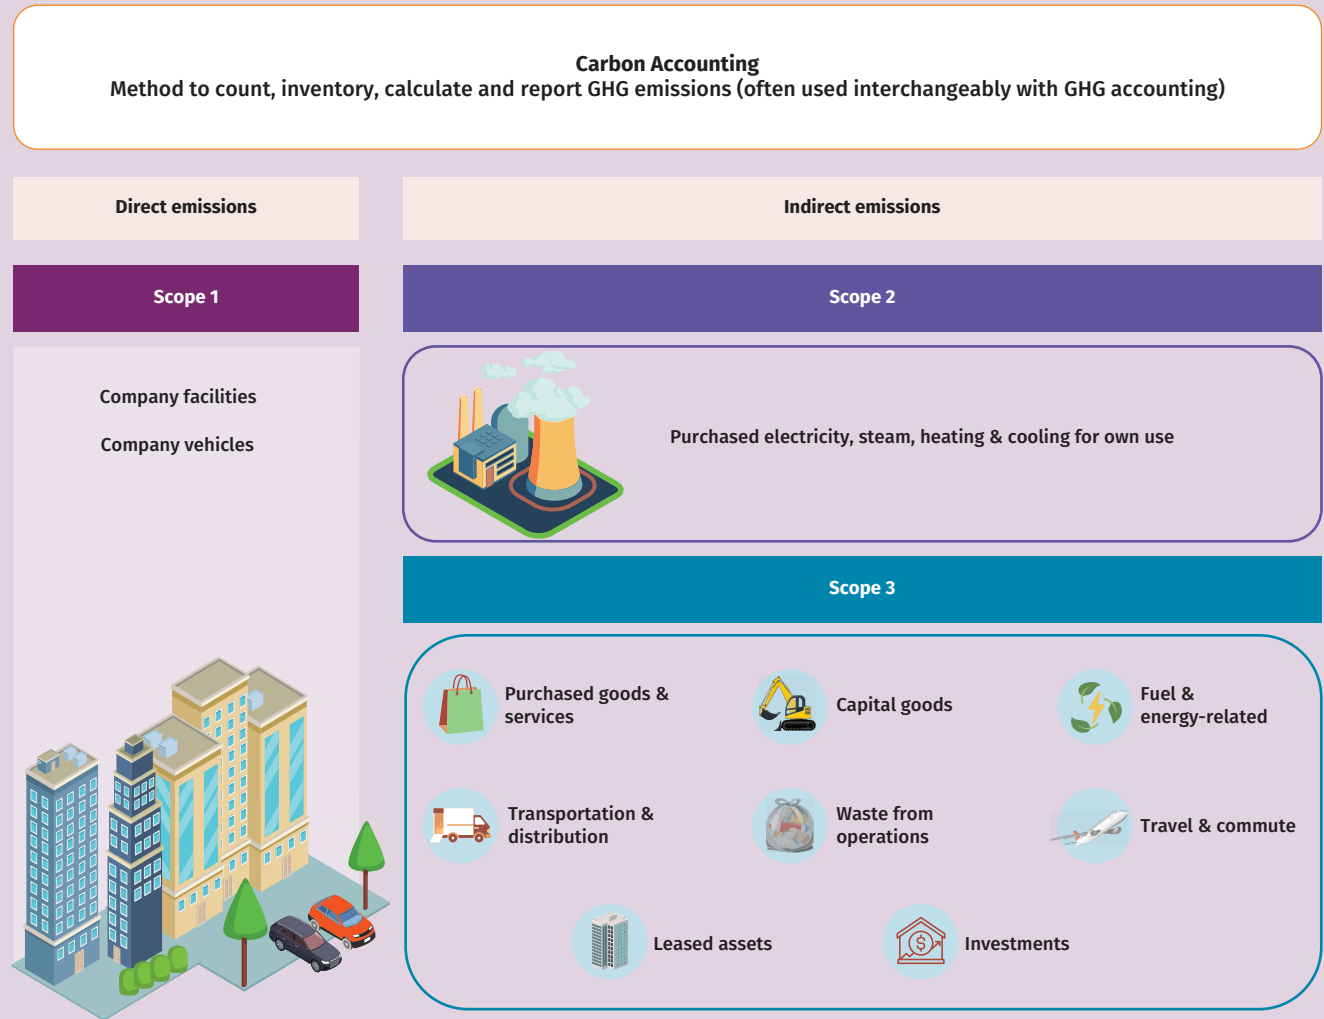 Carbon Accounting
Method to count, inventory, calculate and report GHG emissions (often used interchangeably with GHG accounting)
Direct emissions
Indirect emissions
Scope 1
Scope 2
Company facilities
Company vehicles
Purchased electricity, steam, heating & cooling for own use
Scope 3
Purchased goods &
services
Capital goods
Fuel &
energy-related
Transportation &
distribution
Waste from
operations
Travel & commute
Leased assets
Investments